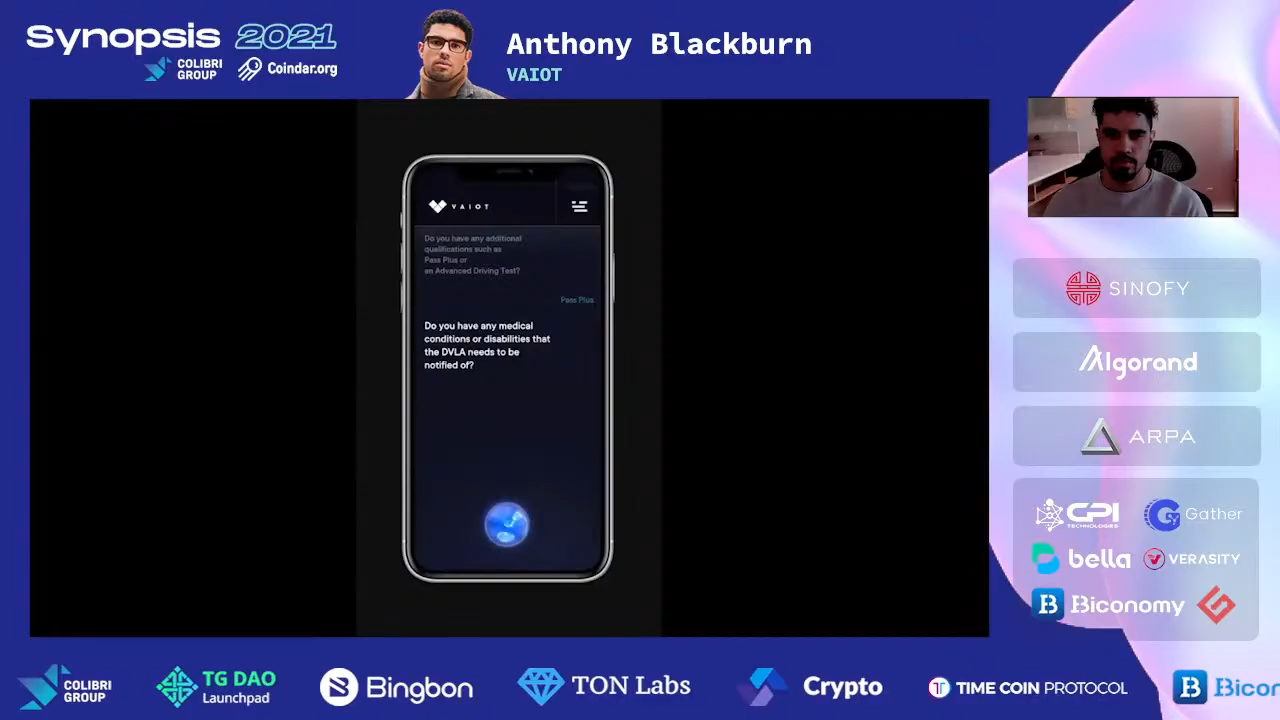 Synopsis 2021
COLIBRI
GROUP
Coindar.org
Anthony Blackburn
VAIOT
VAIOT
Do you have any additional
qualifications such as
Pass Plus or
an Advanced Driving Test?
Pass Plus
Do you have any medical
conditions or disabilities that
the DVLA needs to be
notified of?
SINOFY
Algorand
ARPA
CPI
TECHNOLOGIES
Gather
bella
VERASITY
Biconomy
COLIBRI
GROUP
TG DAO
Launchpad
Bingbon
TON Labs
Crypto
TIME COIN PROTOCOL
Bicon